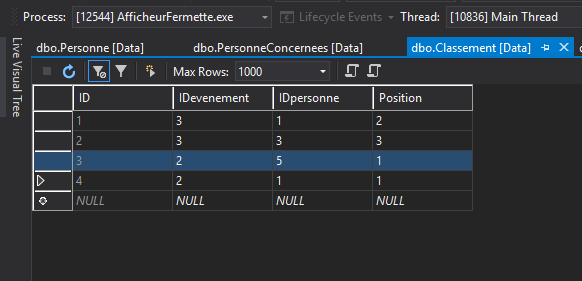 Process: [12544] AfficheurFermette.exe Lifecycle Events Thread: [10836] Main Thread
Live Visual Tree
dbo.Personne [Data] dbo.PersonneConcernees [Data] dbo.Classement [Data]
Max Rows: 1000
ID IDevenement IDpersonne Position
1 3 1 2
2 3 3 3
3 2 5 1
4 2 1 1
NULL NULL NULL NULL